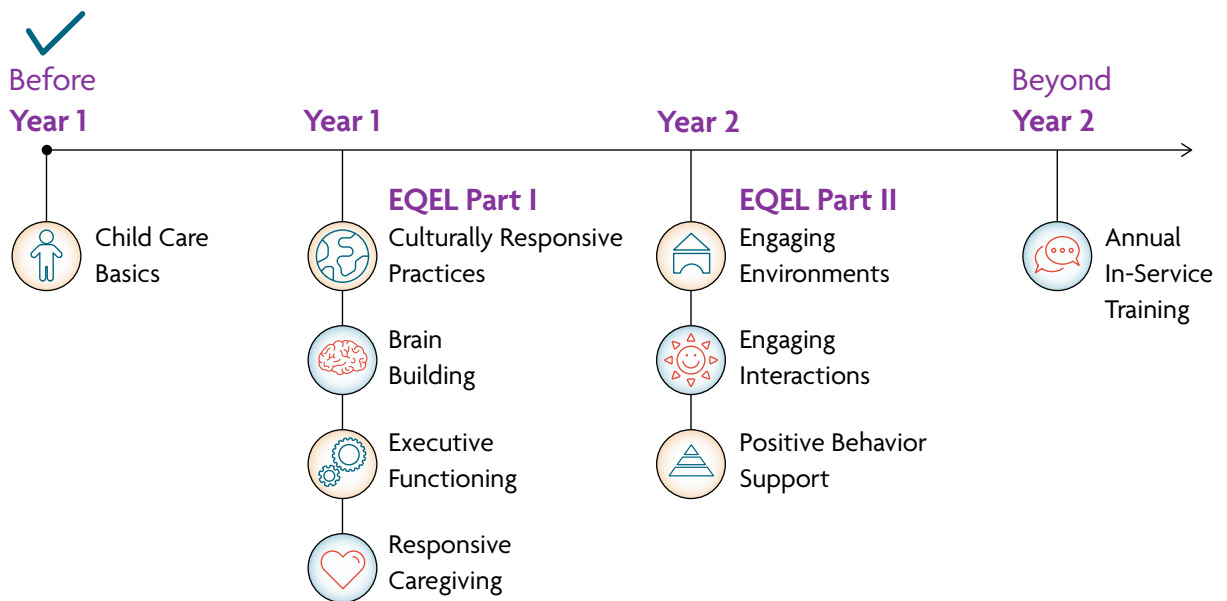 Before
Year 1
Year 1
Year 2
Beyond
Year 2
Child Care
Basics
EQEL Part I
Culturally Responsive
Practices
Brain
Building
Executive
Functioning
Responsive
Caregiving
EQEL Part II
Engaging
Environments
Engaging
Interactions
Positive Behavior
Support
Annual
In-Service
Training